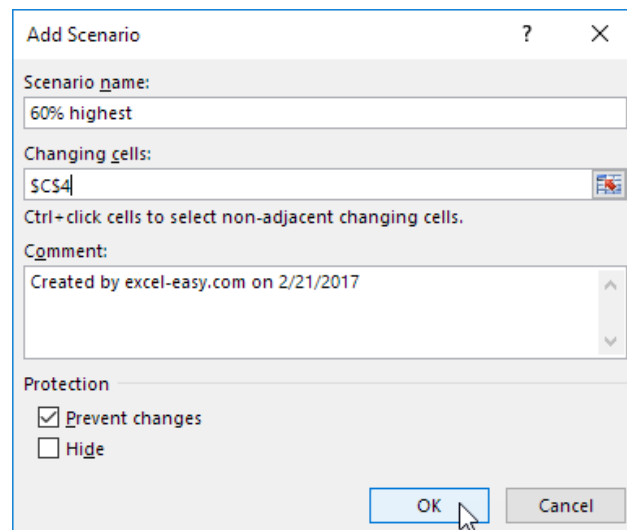 Add Scenario
?
Scenario name:
60% highest
Changing cells:
$C$4
Ctrl+click cells to select non-adjacent changing cells.
Comment:
Created by excel-easy.com on 2/21/2017
Protection
Prevent changes
Hide
OK Cancel